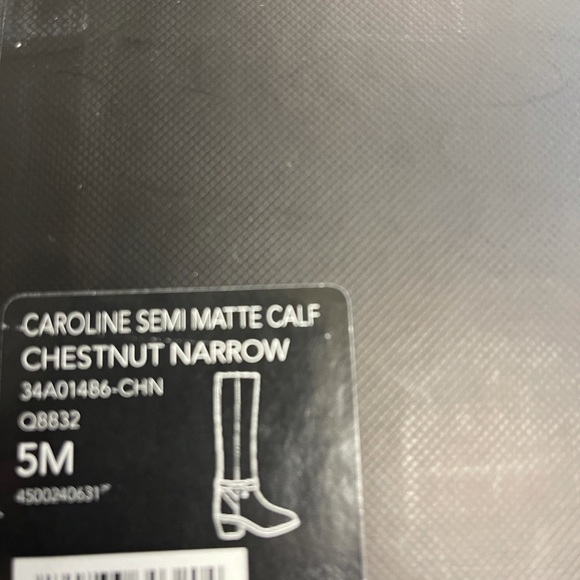 CAROLINE SEMI MATTE CALF
CHESTNUT NARROW
34A01486-CHN
Q8832
5M
4500240631